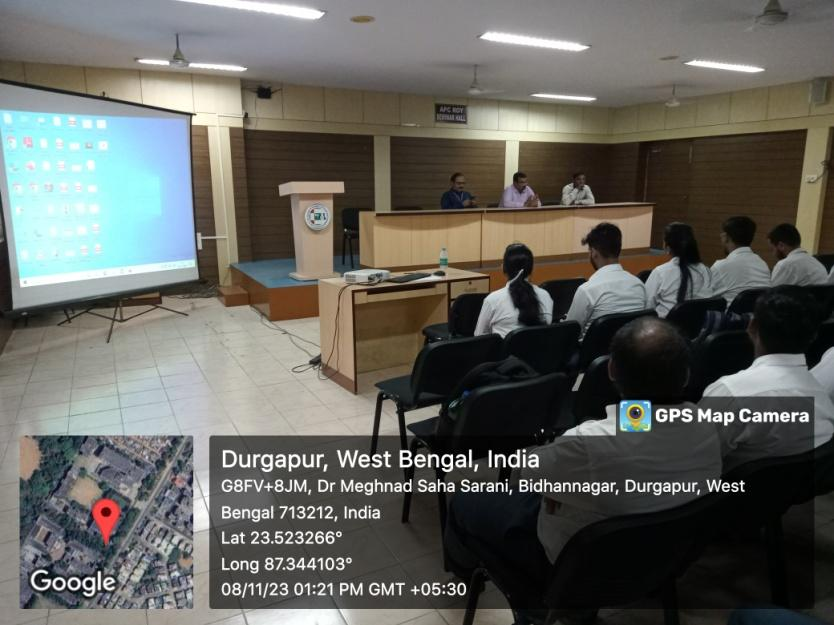 APC ROY
SEMINAR HALL
GPS Map Camera
Durgapur, West Bengal, India
G8FV+8JM, Dr Meghnad Saha Sarani, Bidhannagar, Durgapur, West
Bengal 713212, India
Lat 23.523266°
Long 87.344103°
08/11/23 01:21 PM GMT +05:30
Google